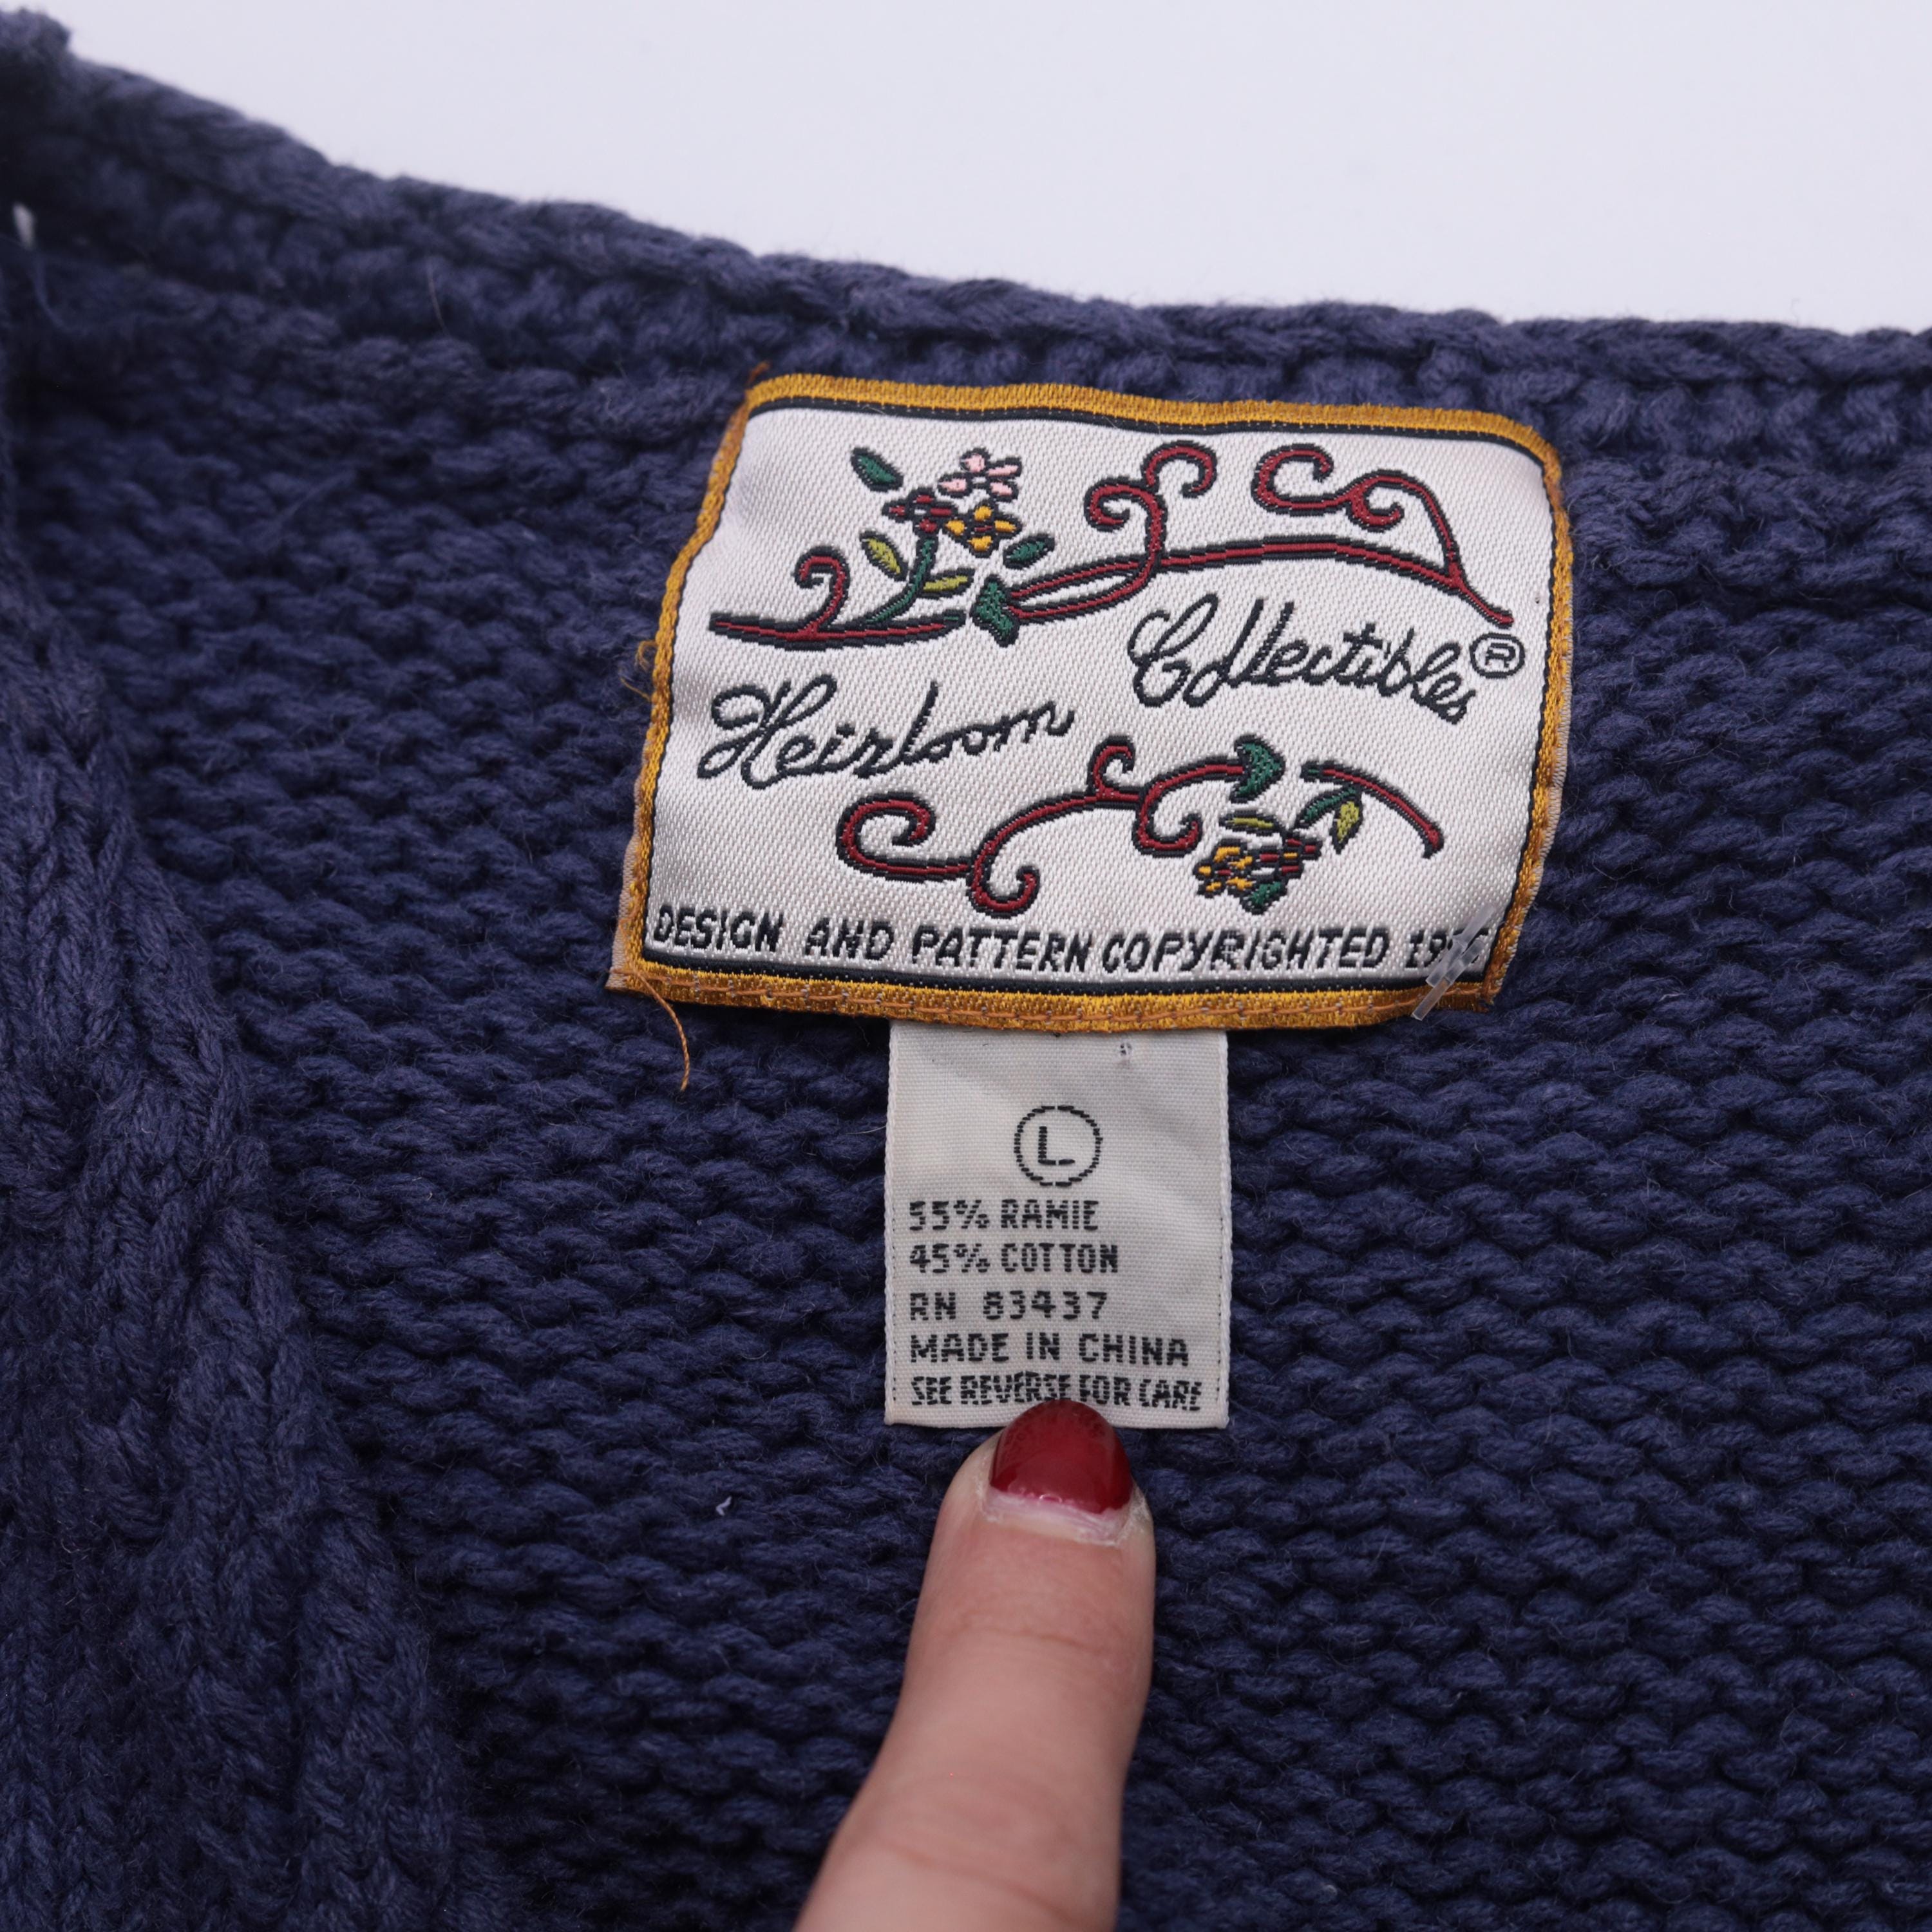 Heirloom Collectibles®
DESIGN AND PATTERN COPYRIGHTED
L
55% RAMIE
45% COTTON
RN 83437
MADE IN CHINA
SEE REVERSE FOR CARE